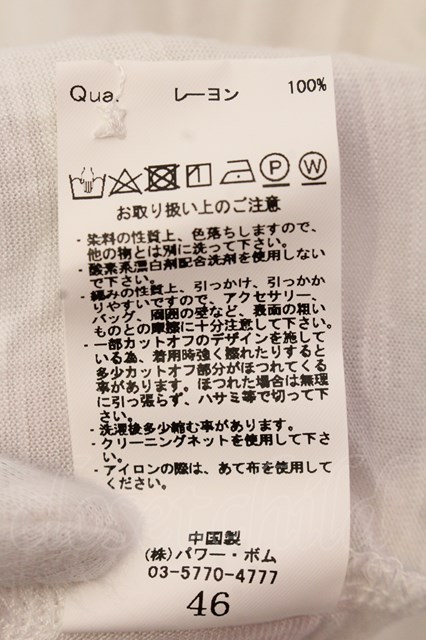 Qua. レーヨン 100%
P W
お取り扱い上のご注意
・染料の性質上、色落ちしますので、
他の物とは別に洗って下さい。
・酸素系漂白剤配合洗剤を使用しない
で下さい。
・編みの性質上、引っかけ、引っかか
りやすいですので、アクセサリー、
バッグ、周囲の壁など、表面の粗い
ものとの摩擦に十分注意して下さい。
・一部カットオフのデザインを施して
いる為、着用時強く擦れたりすると
多少カットオフ部分がほつれてくる
事があります。ほつれた場合は無理
に引っ張らず、ハサミ等で切って下
さい。
・洗濯後多少縮む事があります。
・クリーニングネットを使用して下さ
い。
・アイロンの際は、あて布を使用して
ください。
中国製
(株)パワー・ボム
03-5770-4777
46